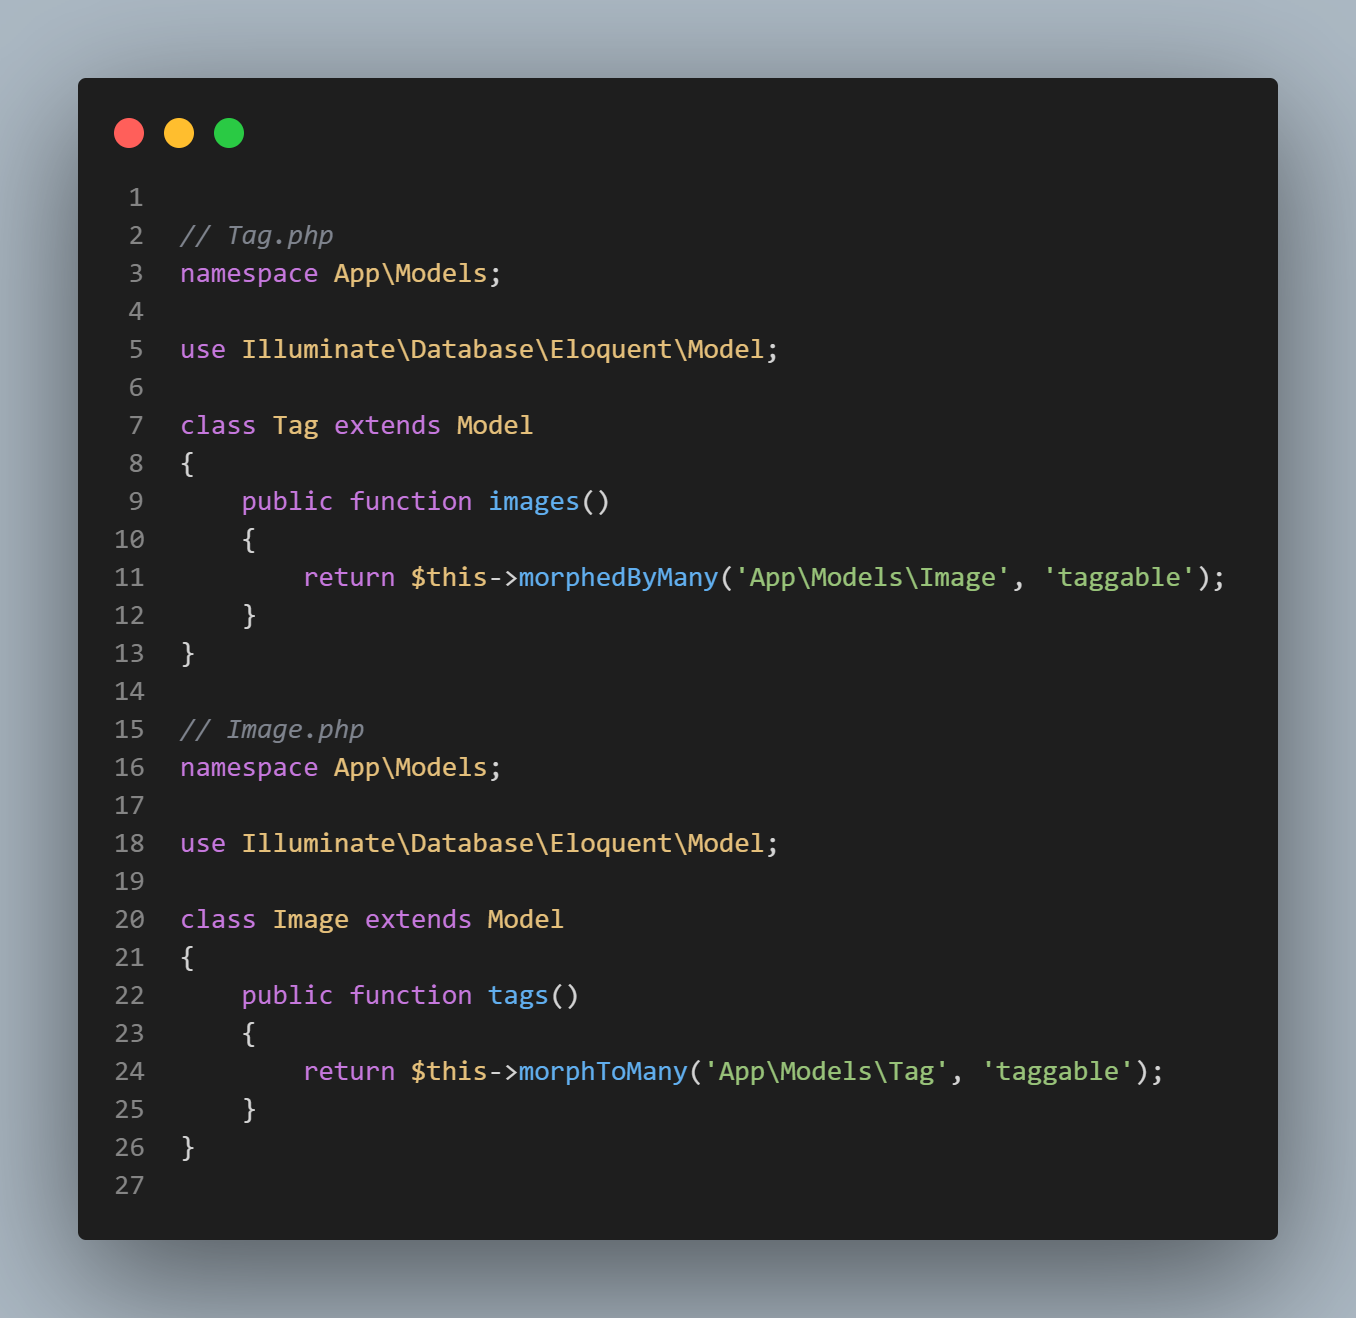 1
2 // Tag.php
3 namespace App\Models;
4
5 use Illuminate\Database\Eloquent\Model;
6
7 class Tag extends Model
8 {
9     public function images()
10     {
11         return $this->morphedByMany('App\Models\Image', 'taggable');
12     }
13 }
14
15 // Image.php
16 namespace App\Models;
17
18 use Illuminate\Database\Eloquent\Model;
19
20 class Image extends Model
21 {
22     public function tags()
23     {
24         return $this->morphToMany('App\Models\Tag', 'taggable');
25     }
26 }
27